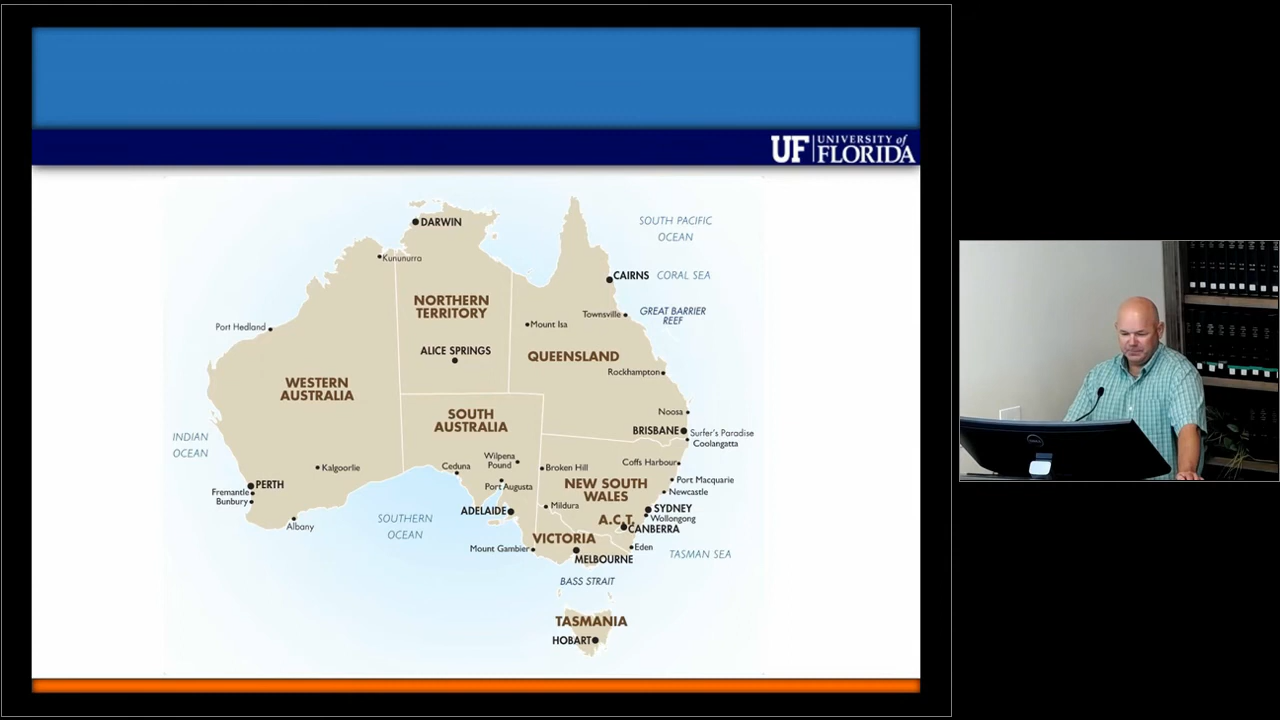 UF UNIVERSITY of
FLORIDA
DARWIN
SOUTH PACIFIC
OCEAN
Kununurra
CAIRNS
CORAL SEA
NORTHERN
TERRITORY
Townsville
GREAT BARRIER
REEF
Port Hedland
Mount Isa
ALICE SPRINGS
QUEENSLAND
Rockhampton
WESTERN
AUSTRALIA
SOUTH
AUSTRALIA
Noosa
BRISBANE
Surfer's Paradise
Coolangatta
INDIAN
OCEAN
Kalgoorlie
Ceduna
Wilpena
Pound
Broken Hill
Coffs Harbour
PERTH
Fremantle
Bunbury
Port Augusta
NEW SOUTH
WALES
Port Macquarie
Newcastle
Albany
SOUTHERN
OCEAN
ADELAIDE
Mildura
SYDNEY
Wollongong
A.C.T.
CANBERRA
VICTORIA
Mount Gambier
MELBOURNE
Eden
TASMAN SEA
BASS STRAIT
TASMANIA
HOBART